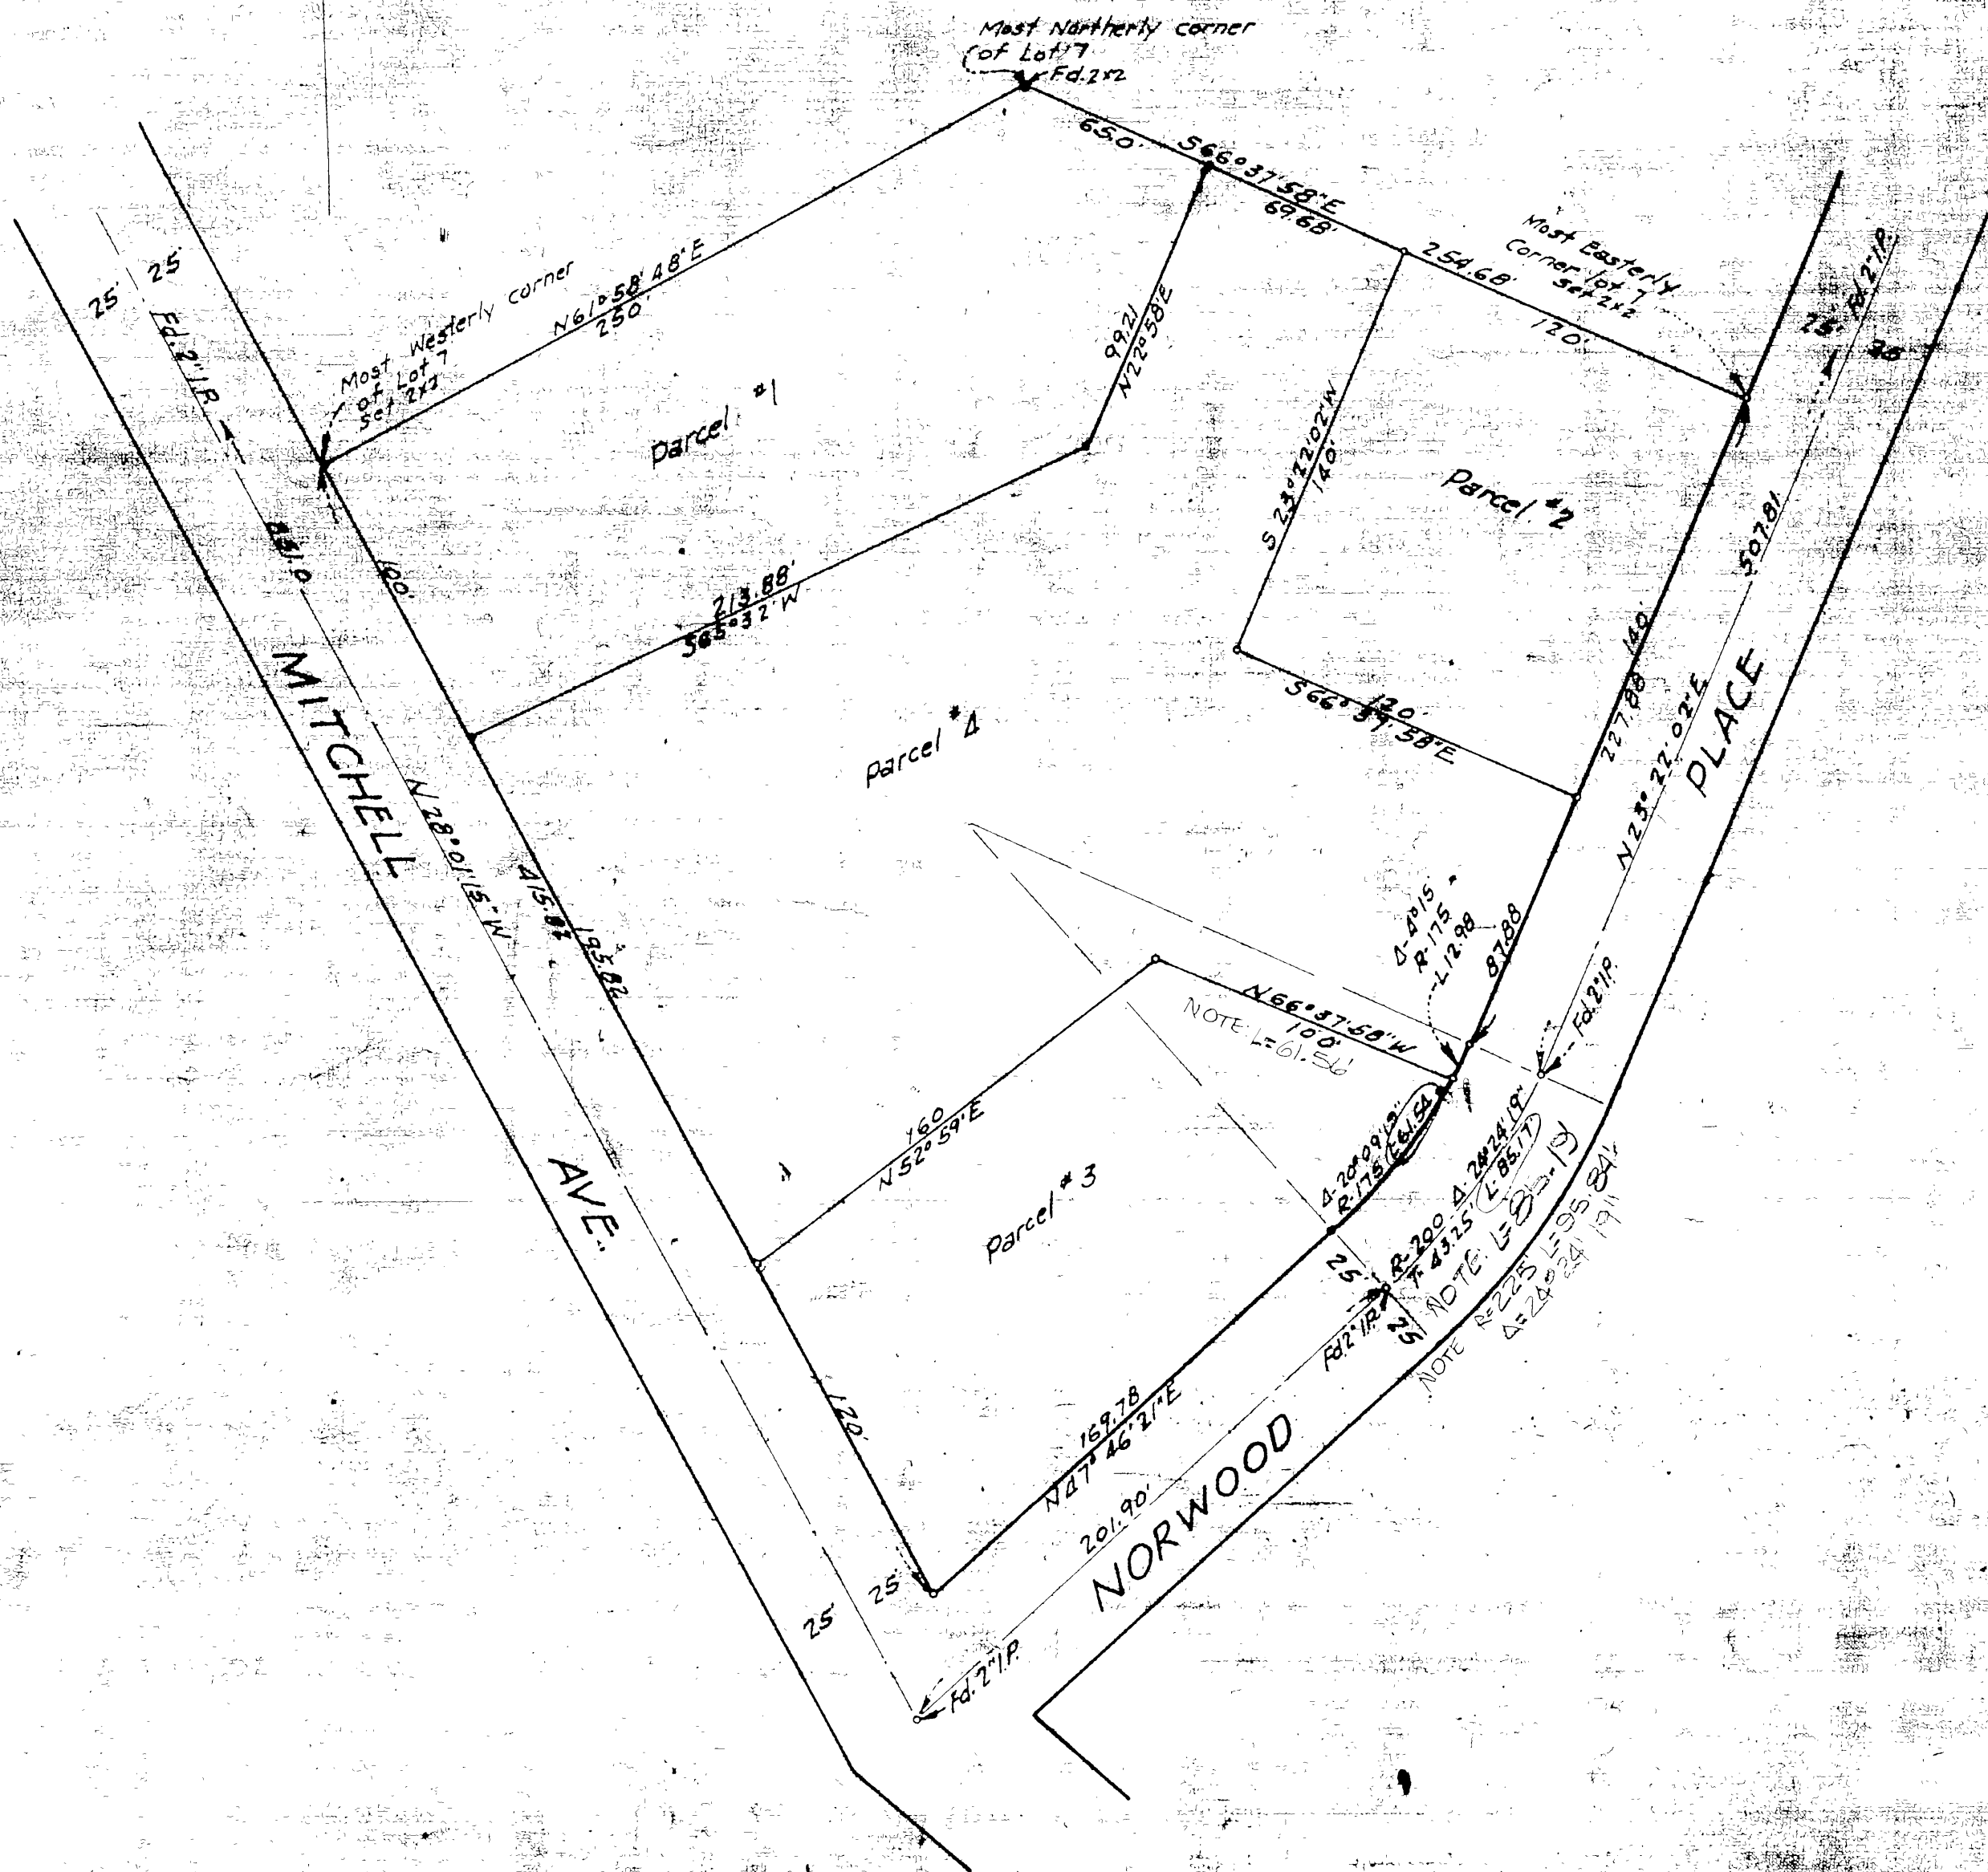 Most Northerly corner
of Lot 7
Fd. 2x2
65.0'
S66°37'58"E
69.68'
254.68'
120'
Most Easterly
Corner lot 7
set 2x2
25'
Fd. 2" I.P.
25'
25'
Fd. 2" I.P.
Most Westerly corner
of Lot 7
Set 2x2
N61°58'48"E
250'
99.21
N22°58'E
Parcel #1
S 23°22'02"W
140'
Parcel #2
507.81
100'
213.88'
S65°32'W
120'
140'
227.88
N23°22'02"E
PLACE
MITCHELL
AVE.
N28°01'15"W
195.82
Parcel #4
Δ-4°15'
R-175
L 12.98
87.88
Fd. 2" I.P.
N66°37'58"W
100'
NOTE: L=61.56'
160
N52°59'E
Parcel #3
Δ-20°09'19"
R-175
L-61.54
Δ-24°24'19"
L-85.17
R-200
T-43.25'
NOTE: L=85.19
NOTE R=225' L=95.84'
Δ=24°24'19"
25'
25
Fd. 2" I.P.
120'
169.78
N47°46'21"E
201.90'
NORWOOD
25'
25'
Fd. 2" I.P.